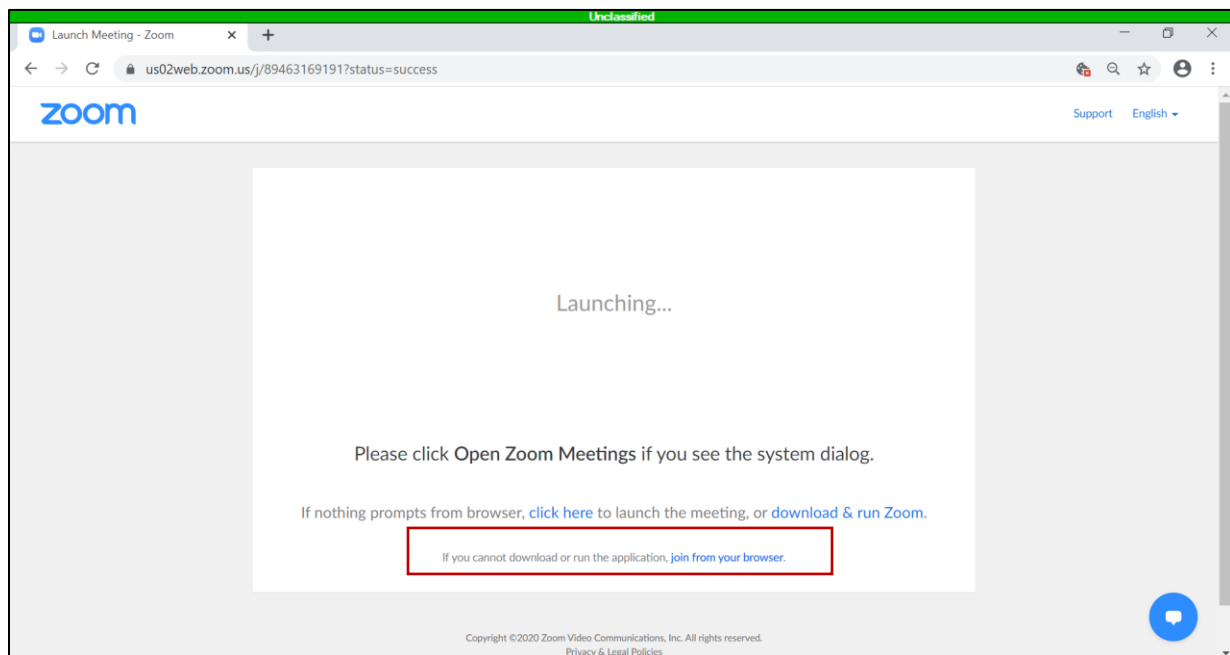 Unclassified
Launch Meeting - Zoom
us02web.zoom.us/j/89463169191?status=success
zoom
Support English
Launching...
Please click Open Zoom Meetings if you see the system dialog.
If nothing prompts from browser, click here to launch the meeting, or download & run Zoom.
If you cannot download or run the application, join from your browser.
Copyright ©2020 Zoom Video Communications, Inc. All rights reserved.
Privacy & Legal Policies